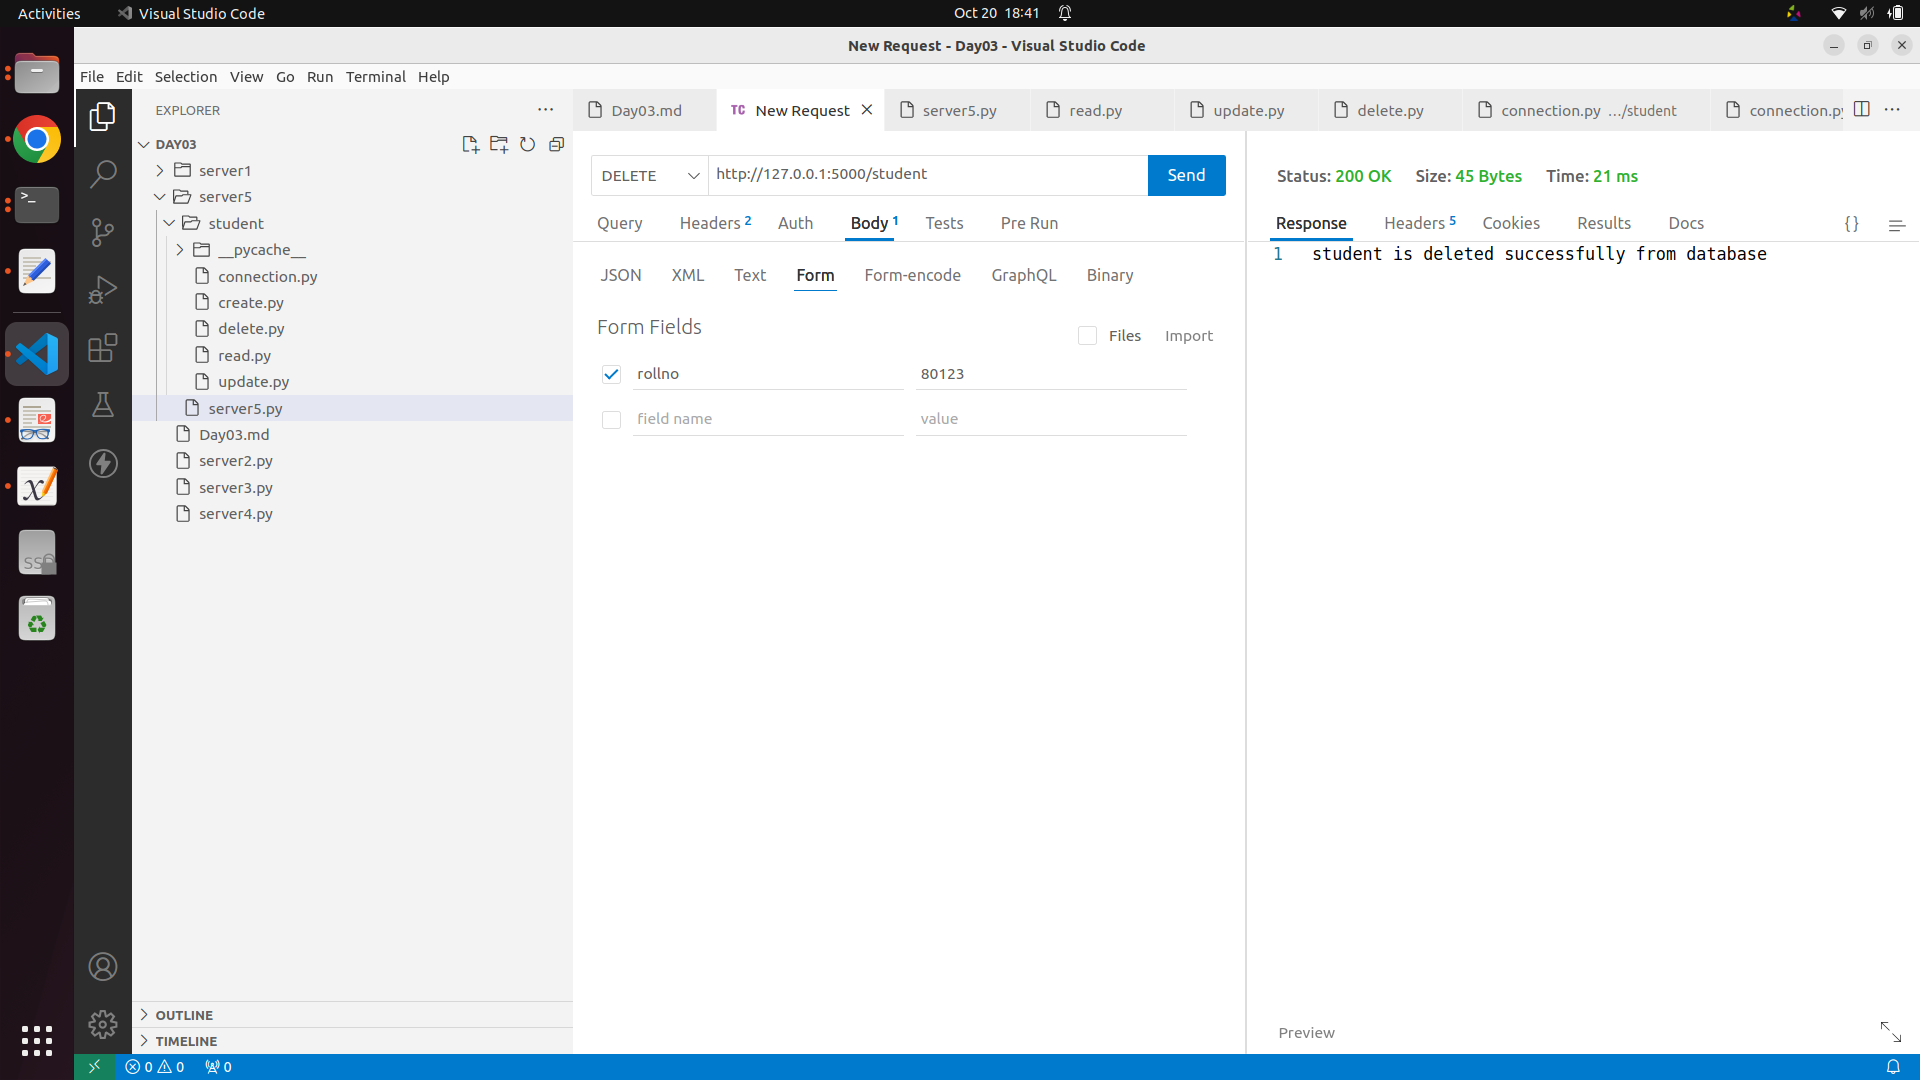 Activities Visual Studio Code Oct 20 18:41
New Request - Day03 - Visual Studio Code
File Edit Selection View Go Run Terminal Help
EXPLORER
DAY03
server1
server5
student
__pycache__
connection.py
create.py
delete.py
read.py
update.py
server5.py
Day03.md
server2.py
server3.py
server4.py
OUTLINE
TIMELINE
Day03.md TC New Request server5.py read.py update.py delete.py connection.py .../student connection.py
DELETE http://127.0.0.1:5000/student Send
Query Headers 2 Auth Body 1 Tests Pre Run
JSON XML Text Form Form-encode GraphQL Binary
Form Fields Files Import
rollno 80123
field name value
Status: 200 OK Size: 45 Bytes Time: 21 ms
Response Headers 5 Cookies Results Docs { }
1 student is deleted successfully from database
Preview
0 0 0